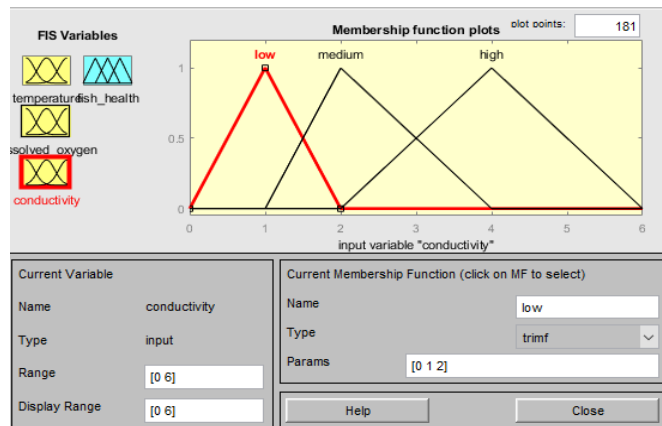 FIS Variables
Membership function plots
plot points:
181
low
medium
high
temperature
fish_health
ssolved_oxygen
conductivity
1
0.5
0
0
1
2
3
4
5
6
input variable "conductivity"
Current Variable
Name
conductivity
Type
input
Range
[0 6]
Display Range
[0 6]
Current Membership Function (click on MF to select)
Name
low
Type
trimf
Params
[0 1 2]
Help
Close